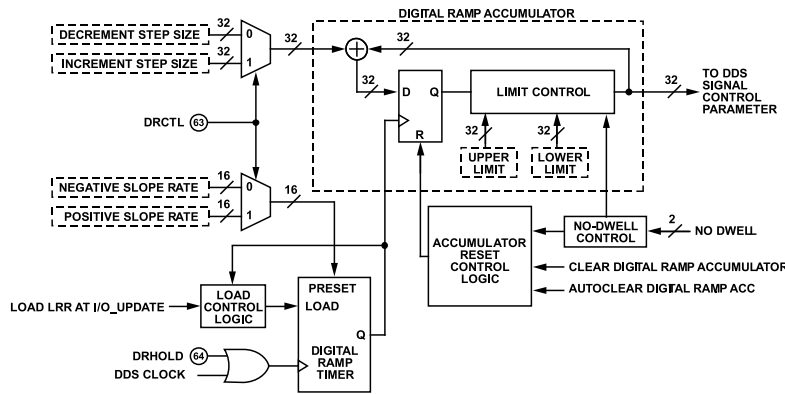 DIGITAL RAMP ACCUMULATOR
DECREMENT STEP SIZE 32 0 32 32
INCREMENT STEP SIZE 32 1
32 D Q LIMIT CONTROL 32 TO DDS
SIGNAL
CONTROL
PARAMETER
DRCTL 63
R 32 32
UPPER
LIMIT
LOWER
LIMIT
NEGATIVE SLOPE RATE 16 0 16
POSITIVE SLOPE RATE 16 1
ACCUMULATOR
RESET
CONTROL
LOGIC
NO-DWELL
CONTROL
2 NO DWELL
CLEAR DIGITAL RAMP ACCUMULATOR
AUTOCLEAR DIGITAL RAMP ACC
LOAD LRR AT I/O_UPDATE
LOAD
CONTROL
LOGIC
PRESET
LOAD
Q
DIGITAL
RAMP
TIMER
DRHOLD 64
DDS CLOCK